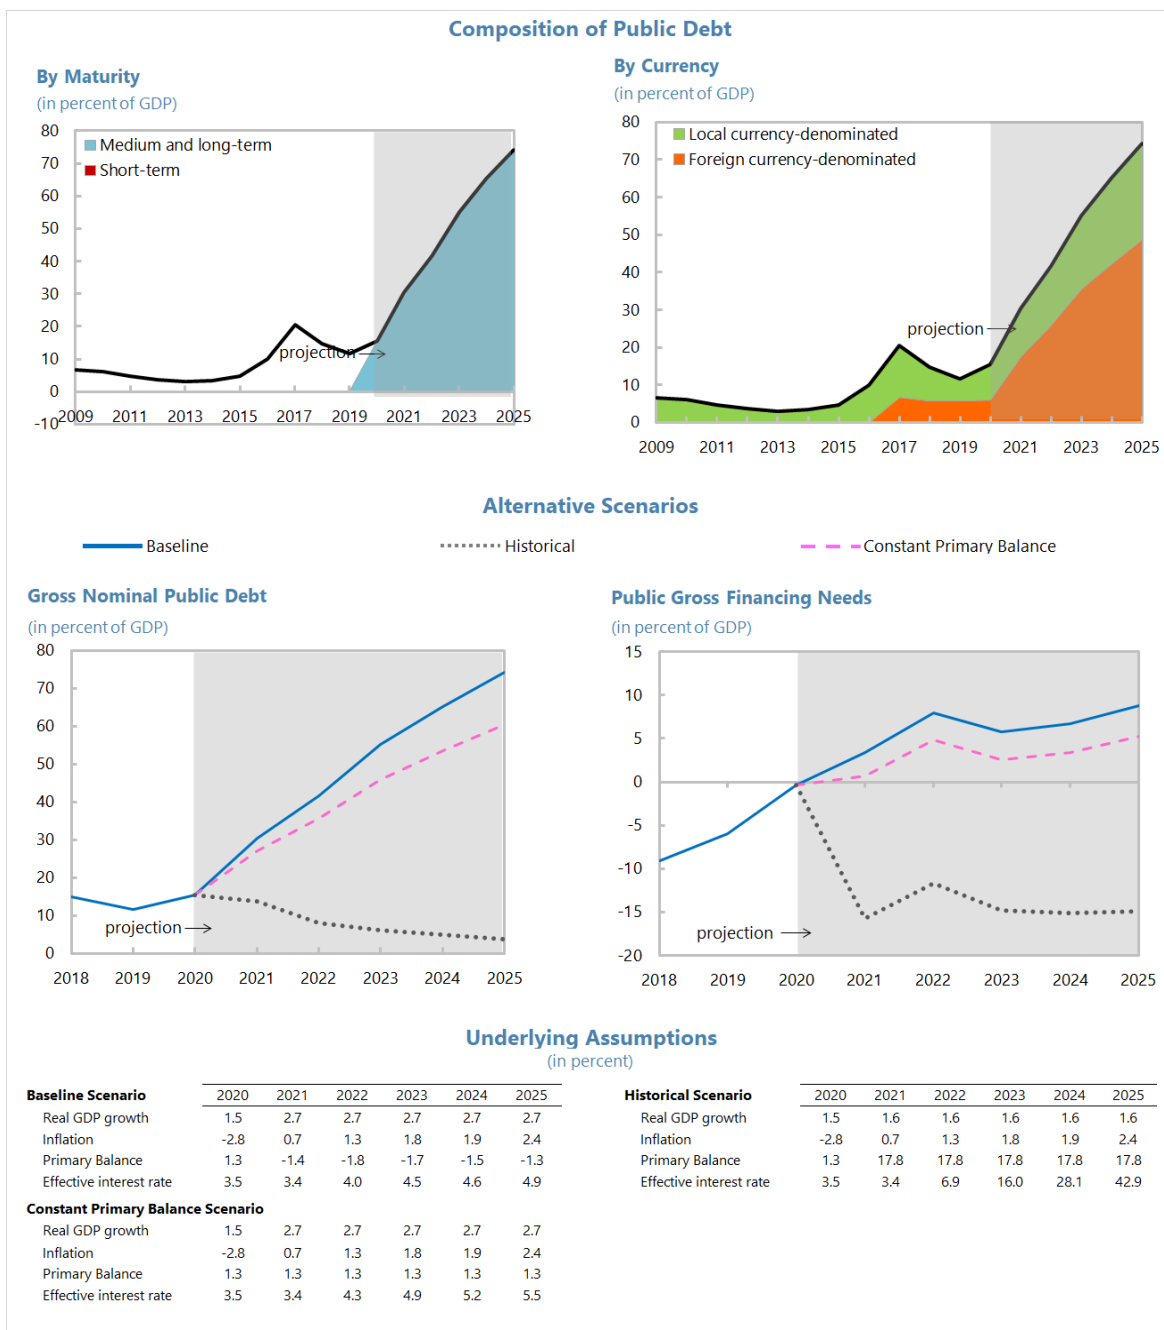 Composition of Public Debt
By Maturity
(in percent of GDP)
80
70
60
50
40
30
20
10
0
-10
Medium and long-term
Short-term
projection
2009 2011 2013 2015 2017 2019 2021 2023 2025
By Currency
(in percent of GDP)
80
70
60
50
40
30
20
10
0
Local currency-denominated
Foreign currency-denominated
projection
2009 2011 2013 2015 2017 2019 2021 2023 2025
Alternative Scenarios
Baseline Historical Constant Primary Balance
Gross Nominal Public Debt
(in percent of GDP)
80
70
60
50
40
30
20
10
0
projection
2018 2019 2020 2021 2022 2023 2024 2025
Public Gross Financing Needs
(in percent of GDP)
15
10
5
0
-5
-10
-15
-20
projection
2018 2019 2020 2021 2022 2023 2024 2025
Underlying Assumptions
(in percent)
Baseline Scenario 2020 2021 2022 2023 2024 2025
Real GDP growth 1.5 2.7 2.7 2.7 2.7 2.7
Inflation -2.8 0.7 1.3 1.8 1.9 2.4
Primary Balance 1.3 -1.4 -1.8 -1.7 -1.5 -1.3
Effective interest rate 3.5 3.4 4.0 4.5 4.6 4.9
Constant Primary Balance Scenario
Real GDP growth 1.5 2.7 2.7 2.7 2.7 2.7
Inflation -2.8 0.7 1.3 1.8 1.9 2.4
Primary Balance 1.3 1.3 1.3 1.3 1.3 1.3
Effective interest rate 3.5 3.4 4.3 4.9 5.2 5.5
Historical Scenario 2020 2021 2022 2023 2024 2025
Real GDP growth 1.5 1.6 1.6 1.6 1.6 1.6
Inflation -2.8 0.7 1.3 1.8 1.9 2.4
Primary Balance 1.3 17.8 17.8 17.8 17.8 17.8
Effective interest rate 3.5 3.4 6.9 16.0 28.1 42.9